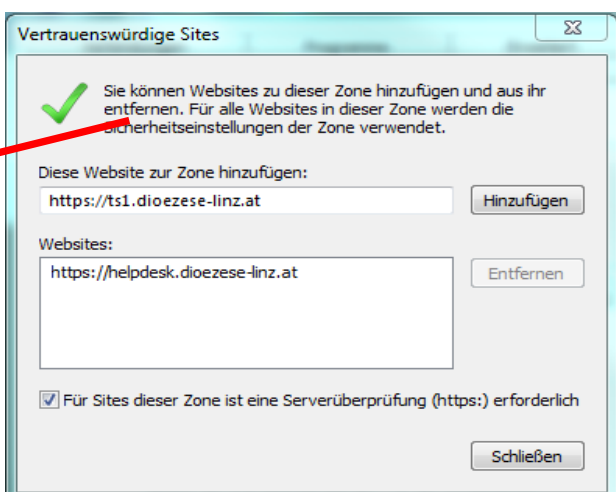 Vertrauenswürdige Sites
Sie können Websites zu dieser Zone hinzufügen und aus ihr
entfernen. Für alle Websites in dieser Zone werden die
Sicherheitseinstellungen der Zone verwendet.
Diese Website zur Zone hinzufügen:
https://ts1.dioezese-linz.at
Hinzufügen
Websites:
https://helpdesk.dioezese-linz.at
Entfernen
Für Sites dieser Zone ist eine Serverüberprüfung (https:) erforderlich
Schließen